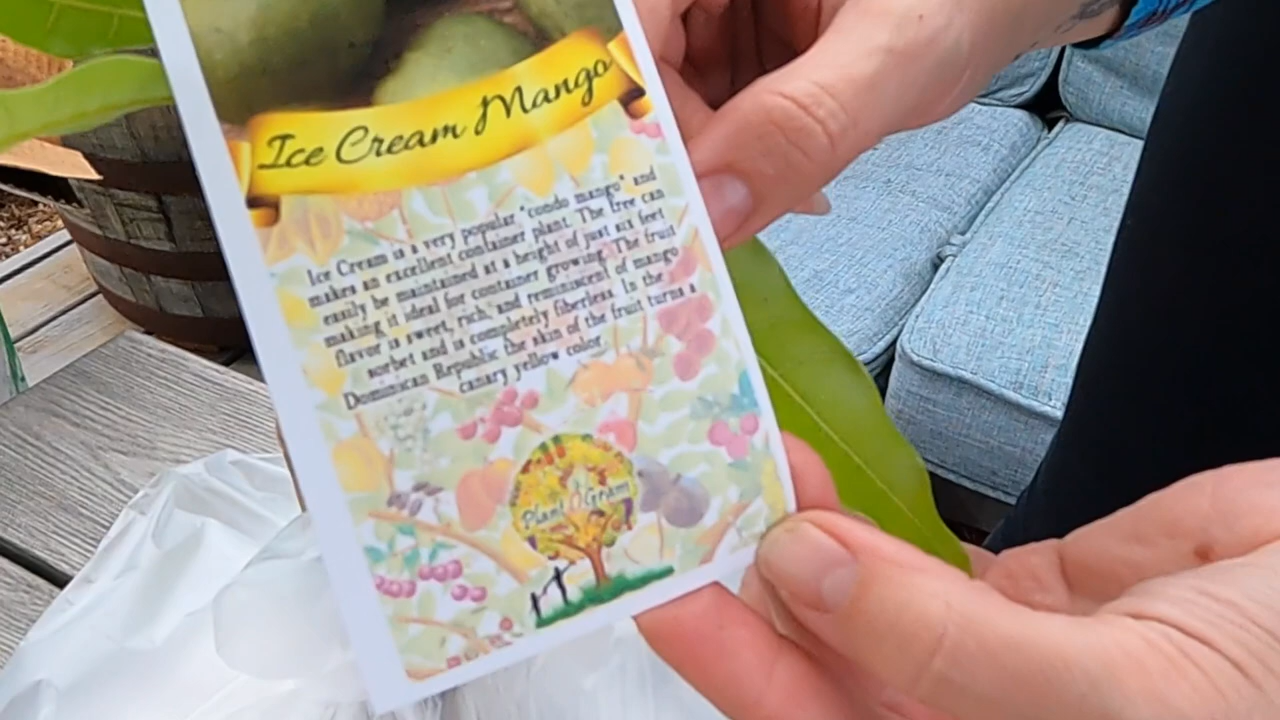 Ice Cream Mango
Ice Cream is a very popular "condo mango" and
makes an excellent container plant. The tree can
easily be maintained at a height of just six feet
making it ideal for container growing. The fruit
flavor is sweet, rich, and reminiscent of mango
sorbet and is completely fiberless. In the
Dominican Republic the skin of the fruit turns a
canary yellow color.
Plant O Gram